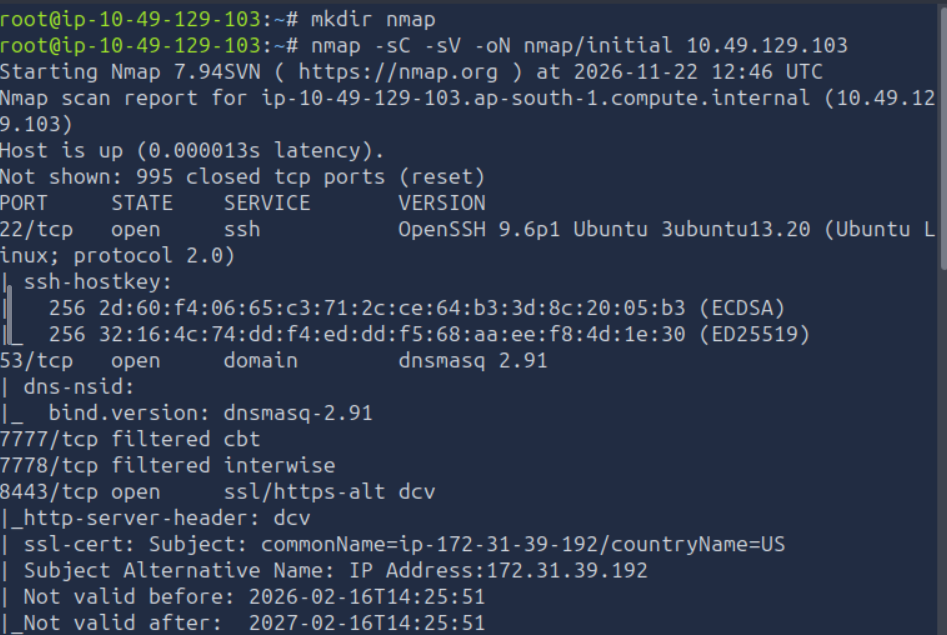 root@ip-10-49-129-103:~# mkdir nmap
root@ip-10-49-129-103:~# nmap -sC -sV -oN nmap/initial 10.49.129.103
Starting Nmap 7.94SVN ( https://nmap.org ) at 2026-11-22 12:46 UTC
Nmap scan report for ip-10-49-129-103.ap-south-1.compute.internal (10.49.12
9.103)
Host is up (0.000013s latency).
Not shown: 995 closed tcp ports (reset)
PORT     STATE    SERVICE       VERSION
22/tcp   open     ssh           OpenSSH 9.6p1 Ubuntu 3ubuntu13.20 (Ubuntu L
inux; protocol 2.0)
| ssh-hostkey:
|   256 2d:60:f4:06:65:c3:71:2c:ce:64:b3:3d:8c:20:05:b3 (ECDSA)
|_  256 32:16:4c:74:dd:f4:ed:dd:f5:68:aa:ee:f8:4d:1e:30 (ED25519)
53/tcp   open     domain        dnsmasq 2.91
| dns-nsid:
|_  bind.version: dnsmasq-2.91
7777/tcp filtered cbt
7778/tcp filtered interwise
8443/tcp open     ssl/https-alt dcv
|_http-server-header: dcv
| ssl-cert: Subject: commonName=ip-172-31-39-192/countryName=US
| Subject Alternative Name: IP Address:172.31.39.192
| Not valid before: 2026-02-16T14:25:51
|_Not valid after:  2027-02-16T14:25:51